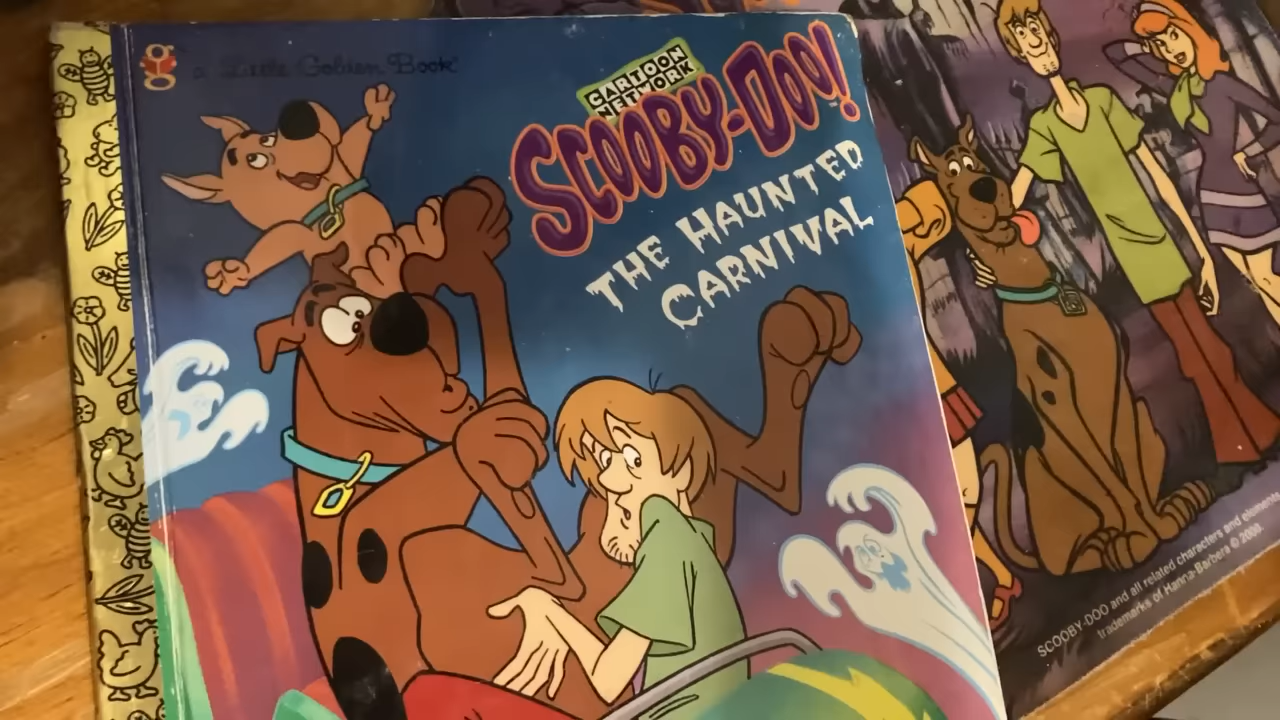 g
a Little Golden Book®
CARTOON
NETWORK
SCOOBY-DOO!™
THE HAUNTED
CARNIVAL
SCOOBY-DOO and all related characters and elements
trademarks of Hanna-Barbera © 2000.